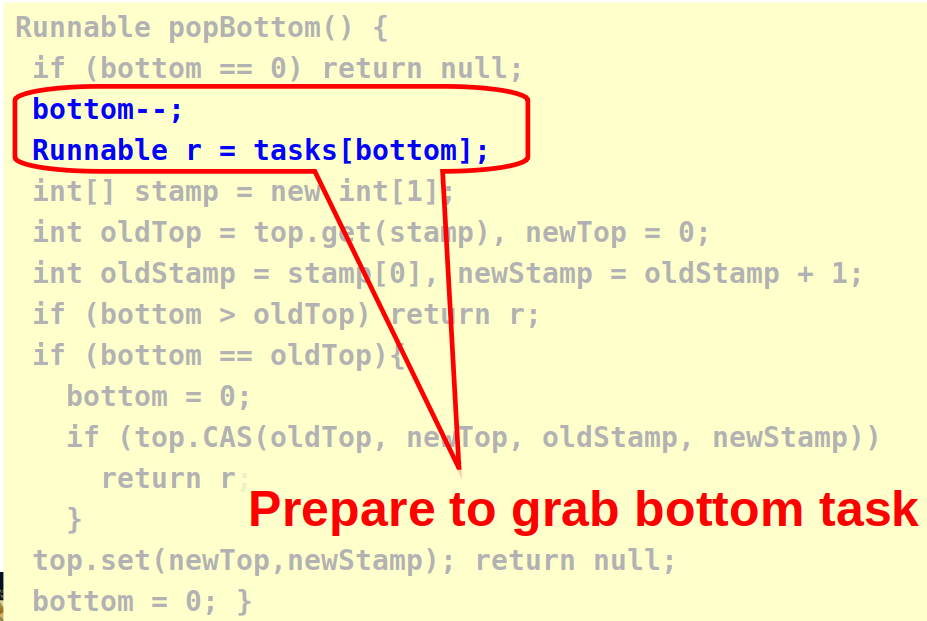 Runnable popBottom() {
if (bottom == 0) return null;
bottom--;
Runnable r = tasks[bottom];
int[] stamp = new int[1];
int oldTop = top.get(stamp), newTop = 0;
int oldStamp = stamp[0], newStamp = oldStamp + 1;
if (bottom > oldTop) return r;
if (bottom == oldTop){
bottom = 0;
if (top.CAS(oldTop, newTop, oldStamp, newStamp))
return r;
Prepare to grab bottom task
}
top.set(newTop,newStamp); return null;
bottom = 0; }